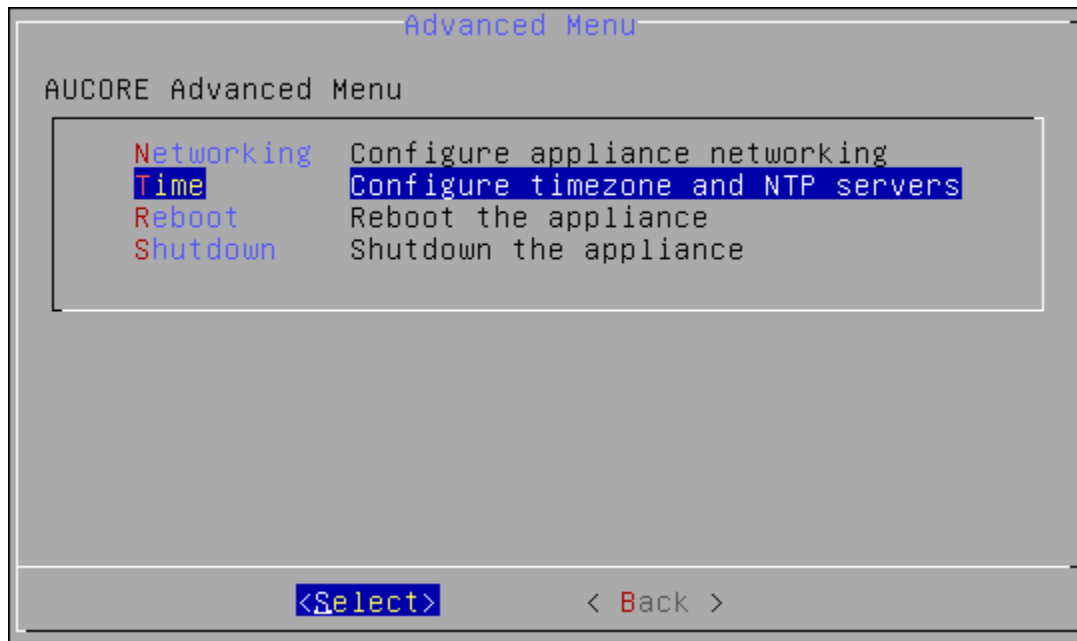 Advanced Menu
AUCORE Advanced Menu
Networking Configure appliance networking
Time Configure timezone and NTP servers
Reboot Reboot the appliance
Shutdown Shutdown the appliance
<Select> < Back >